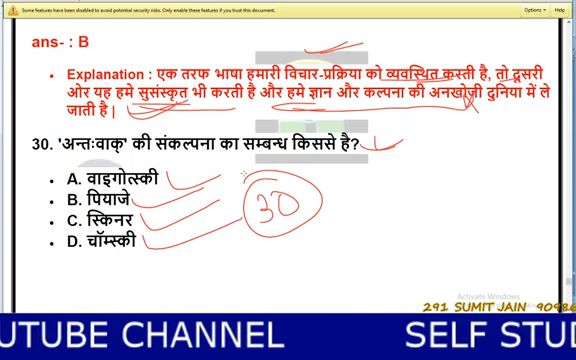 Some features have been disabled to avoid potential security risks. Only enable these features if you trust this document.
ans- : B
• Explanation : एक तरफ भाषा हमारी विचार-प्रक्रिया को व्यवस्थित करती है, तो दूसरी
ओर यह हमे सुसंस्कृत भी करती है और हमे ज्ञान और कल्पना की अनखोजी दुनिया में ले
जाती है|
30. 'अन्तःवाक्' की संकल्पना का सम्बन्ध किससे है?
• A. वाइगोत्स्की
• B. पियाजे
• C. स्किनर
• D. चॉम्स्की
30
Activate Windows
291 SUMIT JAIN 90986
UTUBE CHANNEL SELF STUD